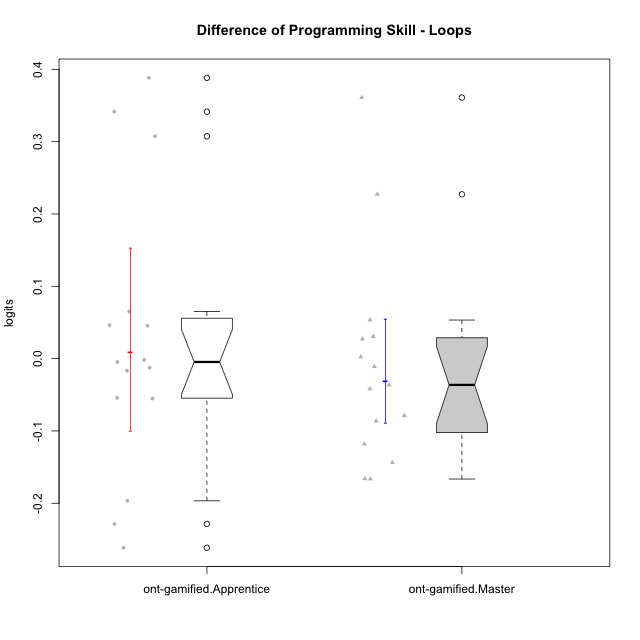 Difference of Programming Skill - Loops
logits
0.4
0.3
0.2
0.1
0.0
-0.1
-0.2
ont-gamified.Apprentice
ont-gamified.Master